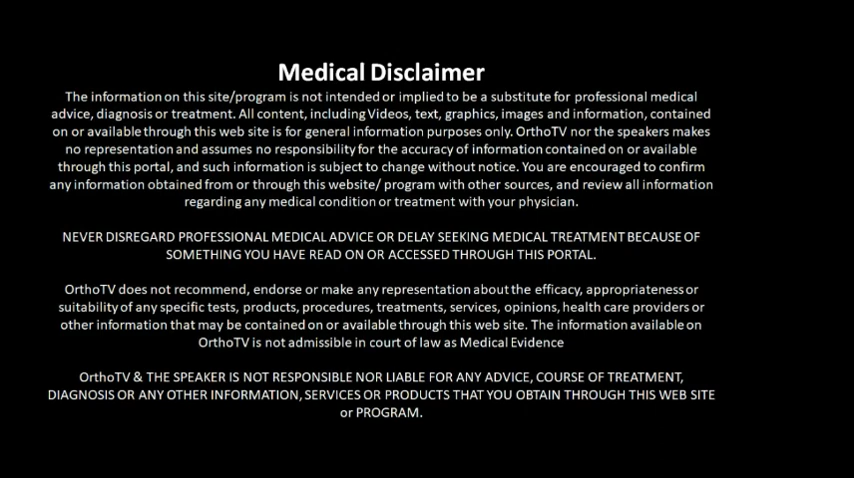 Medical Disclaimer
The information on this site/program is not intended or implied to be a substitute for professional medical
advice, diagnosis or treatment. All content, including Videos, text, graphics, images and information, contained
on or available through this web site is for general information purposes only. OrthoTV nor the speakers makes
no representation and assumes no responsibility for the accuracy of information contained on or available
through this portal, and such information is subject to change without notice. You are encouraged to confirm
any information obtained from or through this website/ program with other sources, and review all information
regarding any medical condition or treatment with your physician.
NEVER DISREGARD PROFESSIONAL MEDICAL ADVICE OR DELAY SEEKING MEDICAL TREATMENT BECAUSE OF
SOMETHING YOU HAVE READ ON OR ACCESSED THROUGH THIS PORTAL.
OrthoTV does not recommend, endorse or make any representation about the efficacy, appropriateness or
suitability of any specific tests, products, procedures, treatments, services, opinions, health care providers or
other information that may be contained on or available through this web site. The information available on
OrthoTV is not admissible in court of law as Medical Evidence
OrthoTV & THE SPEAKER IS NOT RESPONSIBLE NOR LIABLE FOR ANY ADVICE, COURSE OF TREATMENT,
DIAGNOSIS OR ANY OTHER INFORMATION, SERVICES OR PRODUCTS THAT YOU OBTAIN THROUGH THIS WEB SITE
or PROGRAM.